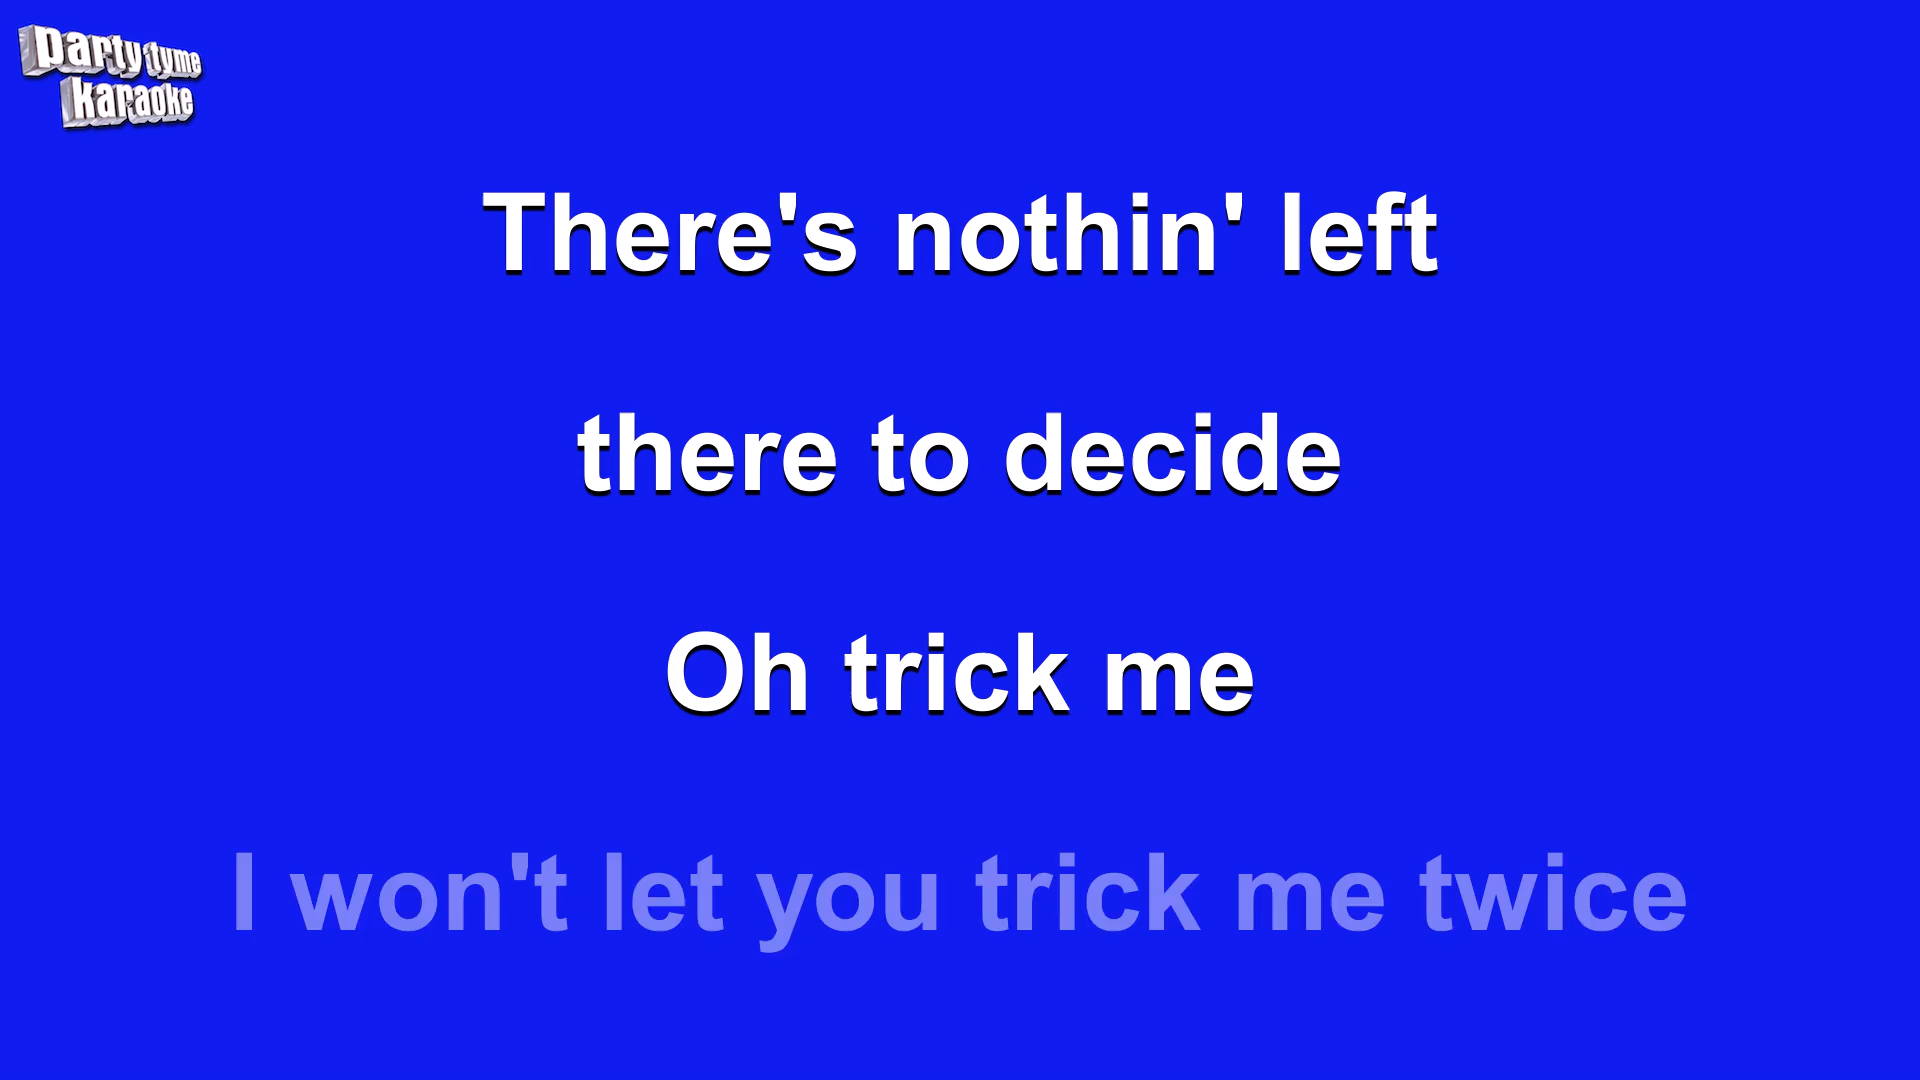 party tyme
karaoke
There's nothin' left
there to decide
Oh trick me
I won't let you trick me twice